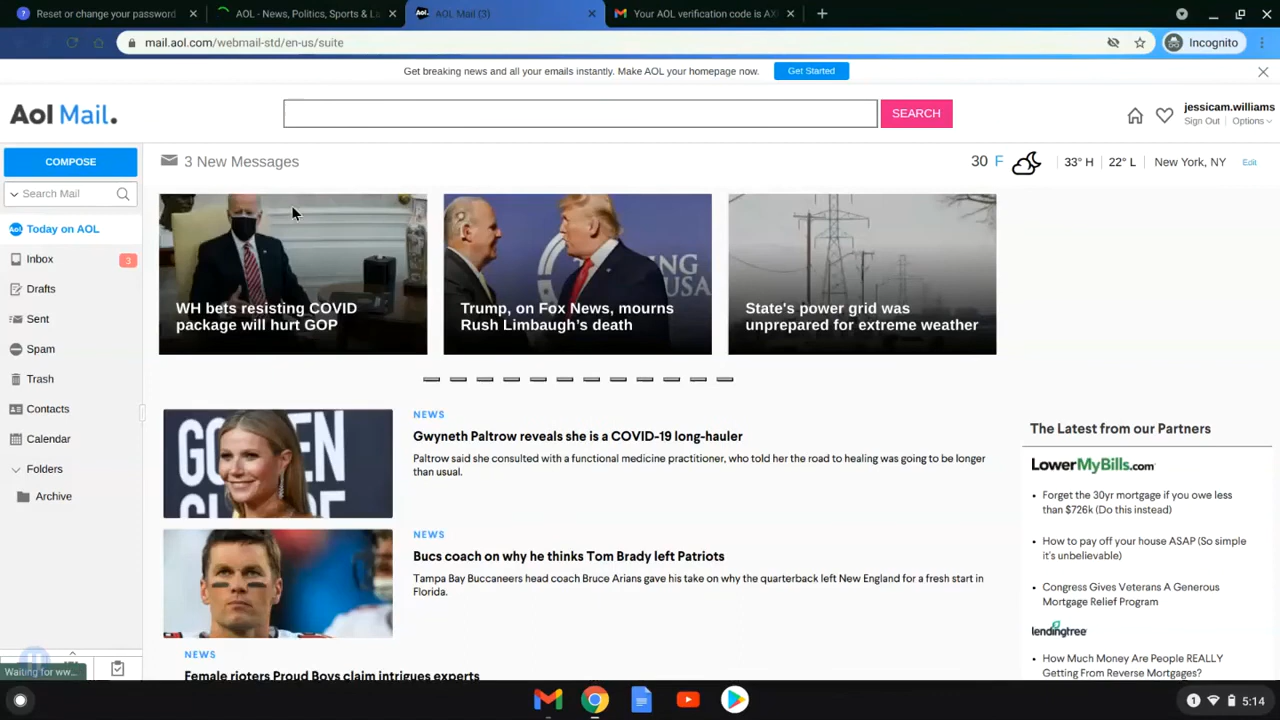 Reset or change your password
AOL - News, Politics, Sports & L
Aol. AOL Mail (3)
Your AOL verification code is AX
mail.aol.com/webmail-std/en-us/suite
Incognito
Get breaking news and all your emails instantly. Make AOL your homepage now.
Get Started
Aol Mail.
SEARCH
jessicam.williams
Sign Out | Options
COMPOSE
3 New Messages
30 F
33° H
22° L
New York, NY
Edit
Search Mail
Aol. Today on AOL
Inbox
3
Drafts
Sent
Spam
Trash
Contacts
Calendar
Folders
Archive
WH bets resisting COVID
package will hurt GOP
ING
USA
Trump, on Fox News, mourns
Rush Limbaugh's death
State's power grid was
unprepared for extreme weather
NEWS
Gwyneth Paltrow reveals she is a COVID-19 long-hauler
Paltrow said she consulted with a functional medicine practitioner, who told her the road to healing was going to be longer
than usual.
NEWS
Bucs coach on why he thinks Tom Brady left Patriots
Tampa Bay Buccaneers head coach Bruce Arians gave his take on why the quarterback left New England for a fresh start in
Florida.
NEWS
Female rioters Proud Boys claim intrigues experts
The Latest from our Partners
LowerMyBills.com
Forget the 30yr mortgage if you owe less
than $726k (Do this instead)
How to pay off your house ASAP (So simple
it's unbelievable)
Congress Gives Veterans A Generous
Mortgage Relief Program
lendingtree
How Much Money Are People REALLY
Getting From Reverse Mortgages?
Waiting for ww...
1
5:14